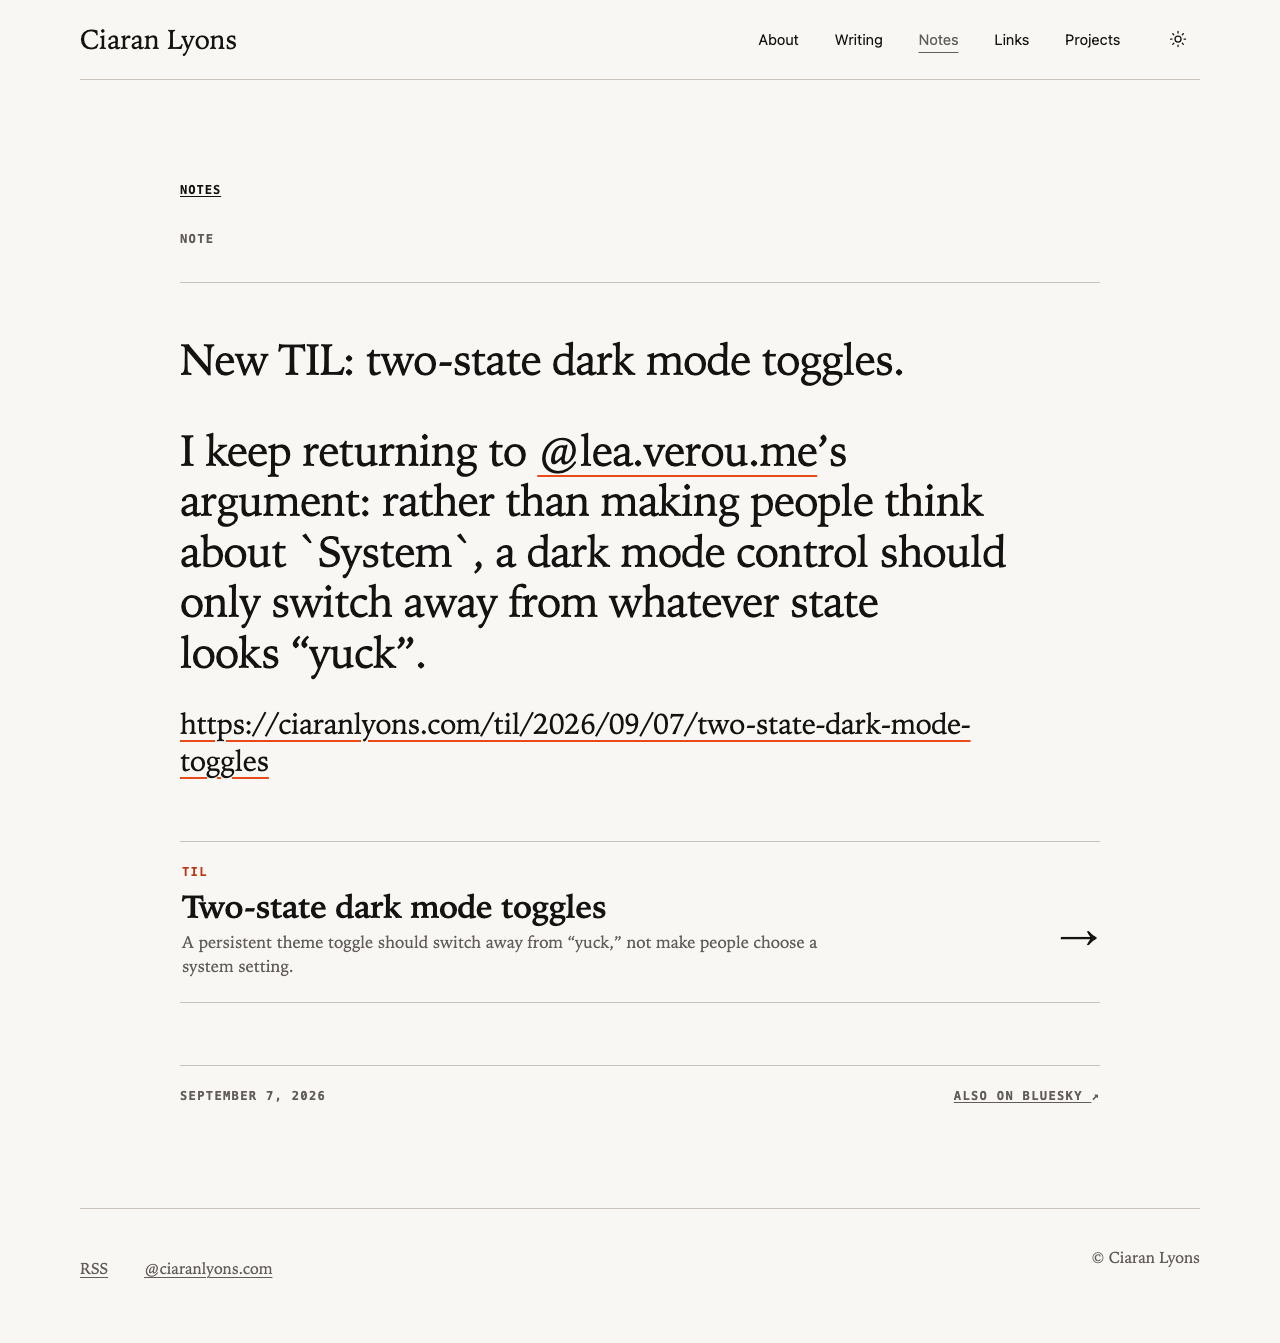 Ciaran Lyons
About Writing Notes Links Projects
NOTES
NOTE
New TIL: two-state dark mode toggles.
I keep returning to @lea.verou.me’s
argument: rather than making people think
about `System`, a dark mode control should
only switch away from whatever state
looks “yuck”.
https://ciaranlyons.com/til/2026/09/07/two-state-dark-mode-
toggles
TIL
Two-state dark mode toggles
A persistent theme toggle should switch away from “yuck,” not make people choose a
system setting.
→
SEPTEMBER 7, 2026
ALSO ON BLUESKY ↗
RSS @ciaranlyons.com
© Ciaran Lyons